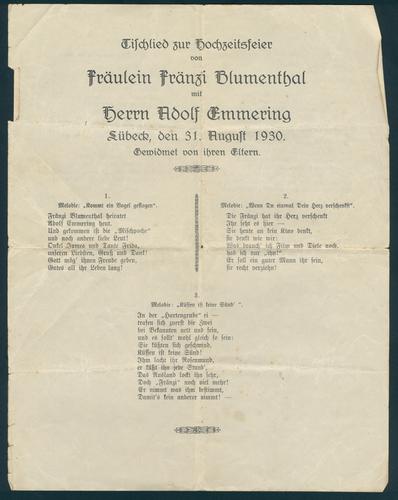 Tischlied zur Hochzeitsfeier
von
Fräulein Fränzi Blumenthal
mit
Herrn Adolf Emmering
Lübeck, den 31. August 1930.
Gewidmet von ihren Eltern.
1.
Melodie: „Kommt ein Vogel geflogen“.
Fränzi Blumenthal heiratet
Adolf Emmering heut.
Und gekommen ist die „Mischpoche“
und noch andere liebe Leut!
Onkel James und Tante Frida,
unseren Liebsten, Gruß und Dank!
Gott mög' ihnen Freude geben,
Gutes all ihr Leben lang!
2.
Melodie: „Wenn Du einmal Dein Herz verschenkst“.
Die Fränzi hat ihr Herz verschenkt
Ihr seht es hier —
Sie heute an kein Kino denkt,
sie denkt wie wir:
Was brauch' ich Film und Diele noch,
hab ich nur „ihn!“
Er soll ein guter Mann ihr sein,
sie recht verziehn!
3.
Melodie: „Küssen ist keine Sünd' “ —
In der „Hartengrube“ ei —
trafen sich zuerst die Zwei
bei Bekannten nett und fein,
und es sollt' wohl gleich so sein:
Sie küßten sich geschwind,
Küssen ist keine Sünd!
Ihm lacht ihr Rosenmund,
er küßt ihn jede Stund',
Das Ausland lockt ihn sehr,
Doch „Fränzi“ noch viel mehr!
Er nimmt was ihm bestimmt,
Damit's kein anderer nimmt! —